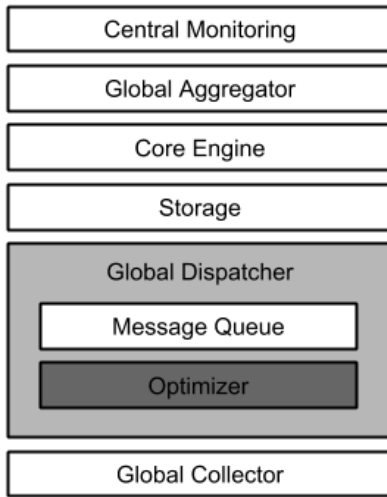 Central Monitoring
Global Aggregator
Core Engine
Storage
Global Dispatcher
Message Queue
Optimizer
Global Collector